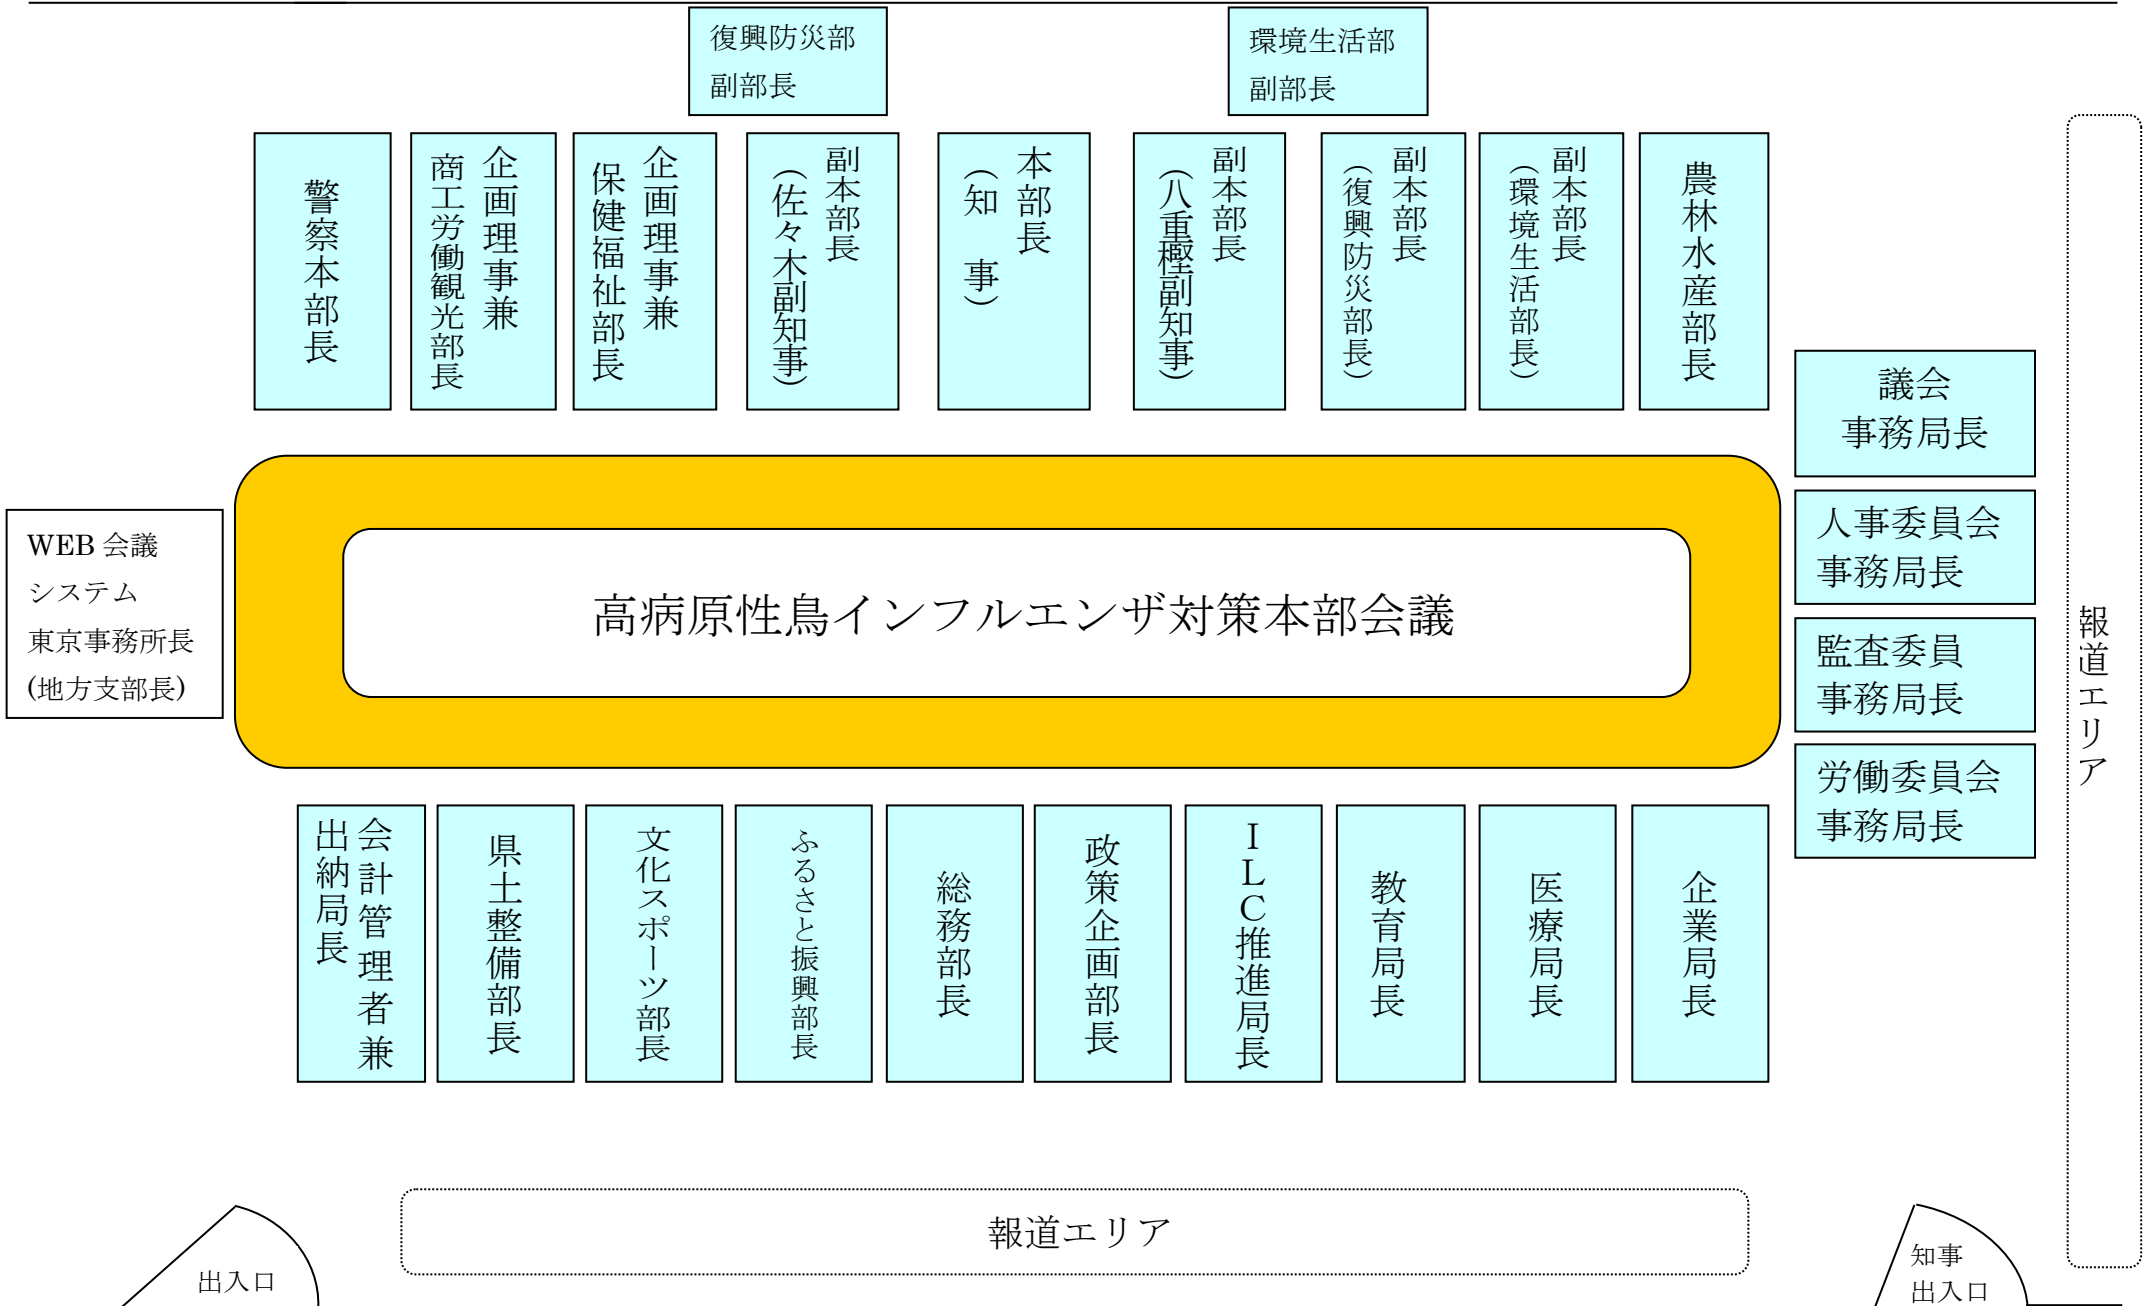 復興防災部
副部長
環境生活部
副部長
警察本部長
企画理事兼
商工労働観光部長
企画理事兼
保健福祉部長
副本部長
(佐々木副知事)
本部長
(知　事)
副本部長
(八重樫副知事)
副本部長
(復興防災部長)
副本部長
(環境生活部長)
農林水産部長
議会
事務局長
人事委員会
事務局長
監査委員
事務局長
労働委員会
事務局長
報道エリア
WEB 会議
システム
東京事務所長
(地方支部長)
高病原性鳥インフルエンザ対策本部会議
会計管理者兼
出納局長
県土整備部長
文化スポーツ部長
ふるさと振興部長
総務部長
政策企画部長
ＩＬＣ推進局長
教育局長
医療局長
企業局長
報道エリア
出入口
知事
出入口